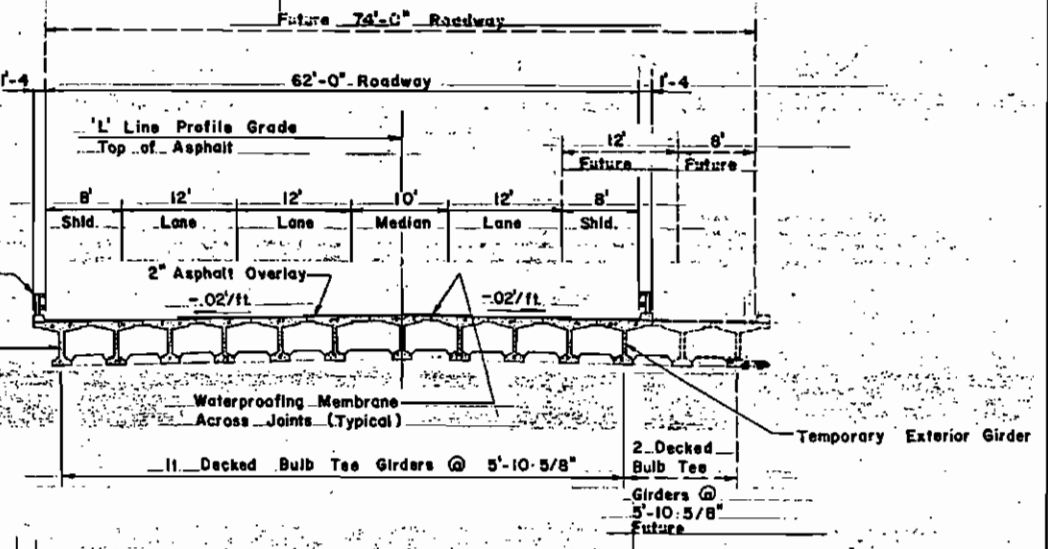 Future 74'-0" Roadway
1'-4
62'-0" Roadway
1'-4
'L' Line Profile Grade
Top of Asphalt
12'
8'
Future
Future
8'
12'
12'
10'
12'
8'
Shld.
Lane
Lane
Median
Lane
Shld.
2" Asphalt Overlay
-.02'/ft.
-.02'/ft.
Waterproofing Membrane
Across Joints (Typical)
Temporary Exterior Girder
11 Decked Bulb Tee Girders @ 5'-10-5/8"
2 Decked
Bulb Tee
Girders @
5'-10-5/8"
Future